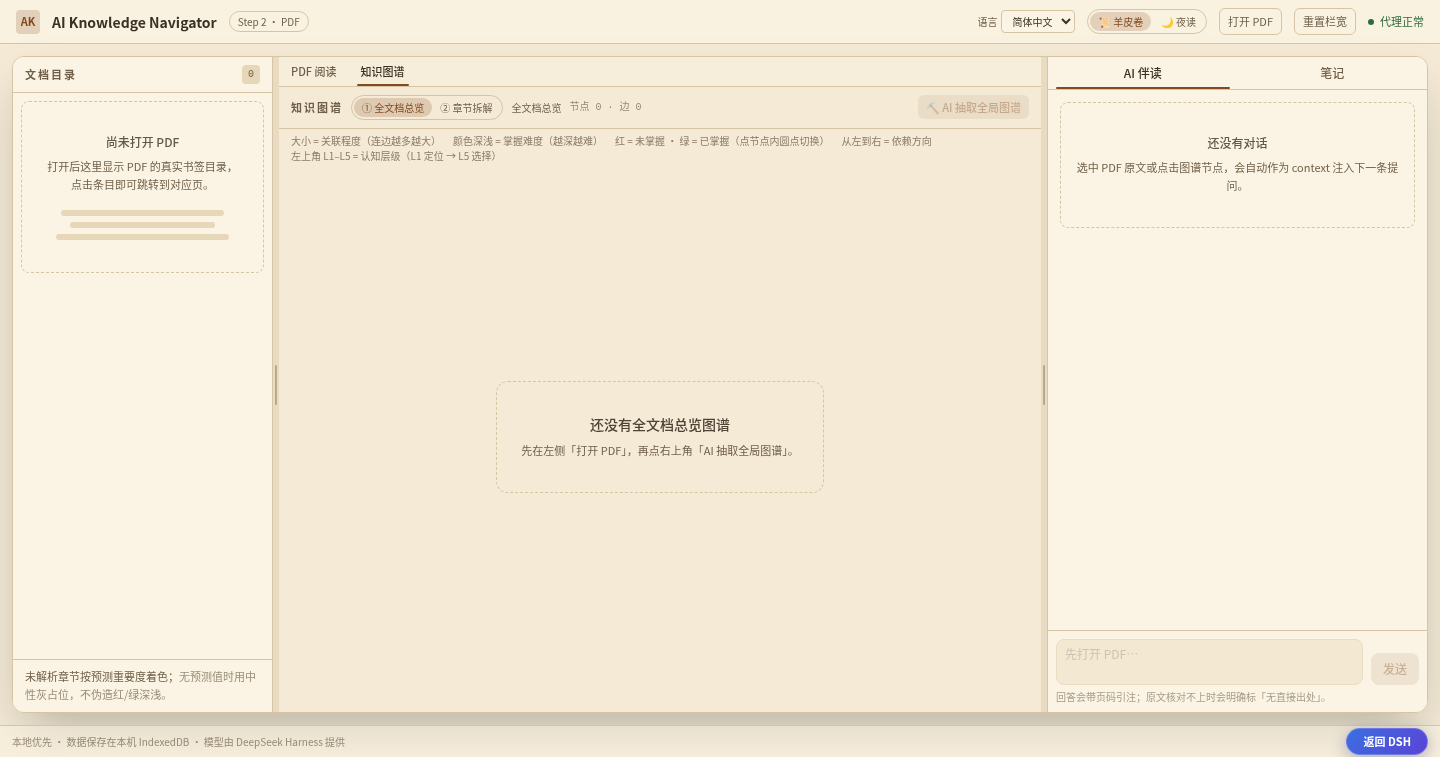 AK AI Knowledge Navigator Step 2 · PDF 语言 简体中文 📜 羊皮卷 🌙 夜读 打开 PDF 重置栏宽 代理正常
文档目录 0
尚未打开 PDF
打开后这里显示 PDF 的真实书签目录，
点击条目即可跳转到对应页。
未解析章节按预测重要度着色；无预测值时用中
性灰占位，不伪造红/绿深浅。
PDF 阅读 知识图谱
知识图谱 ① 全文档总览 ② 章节拆解 全文档总览 节点 0 · 边 0 🔨 AI 抽取全局图谱
大小 = 关联程度（连边越多越大） 颜色深浅 = 掌握难度（越深越难） 红 = 未掌握 · 绿 = 已掌握（点节点内圆点切换） 从左到右 = 依赖方向
左上角 L1–L5 = 认知层级（L1 定位 → L5 选择）
还没有全文档总览图谱
先在左侧「打开 PDF」，再点右上角「AI 抽取全局图谱」。
AI 伴读 笔记
还没有对话
选中 PDF 原文或点击图谱节点，会自动作为 context 注入下一条提
问。
先打开 PDF…
发送
回答会带页码引注；原文核对不上时会明确标「无直接出处」。
本地优先 · 数据保存在本机 IndexedDB · 模型由 DeepSeek Harness 提供 返回 DSH